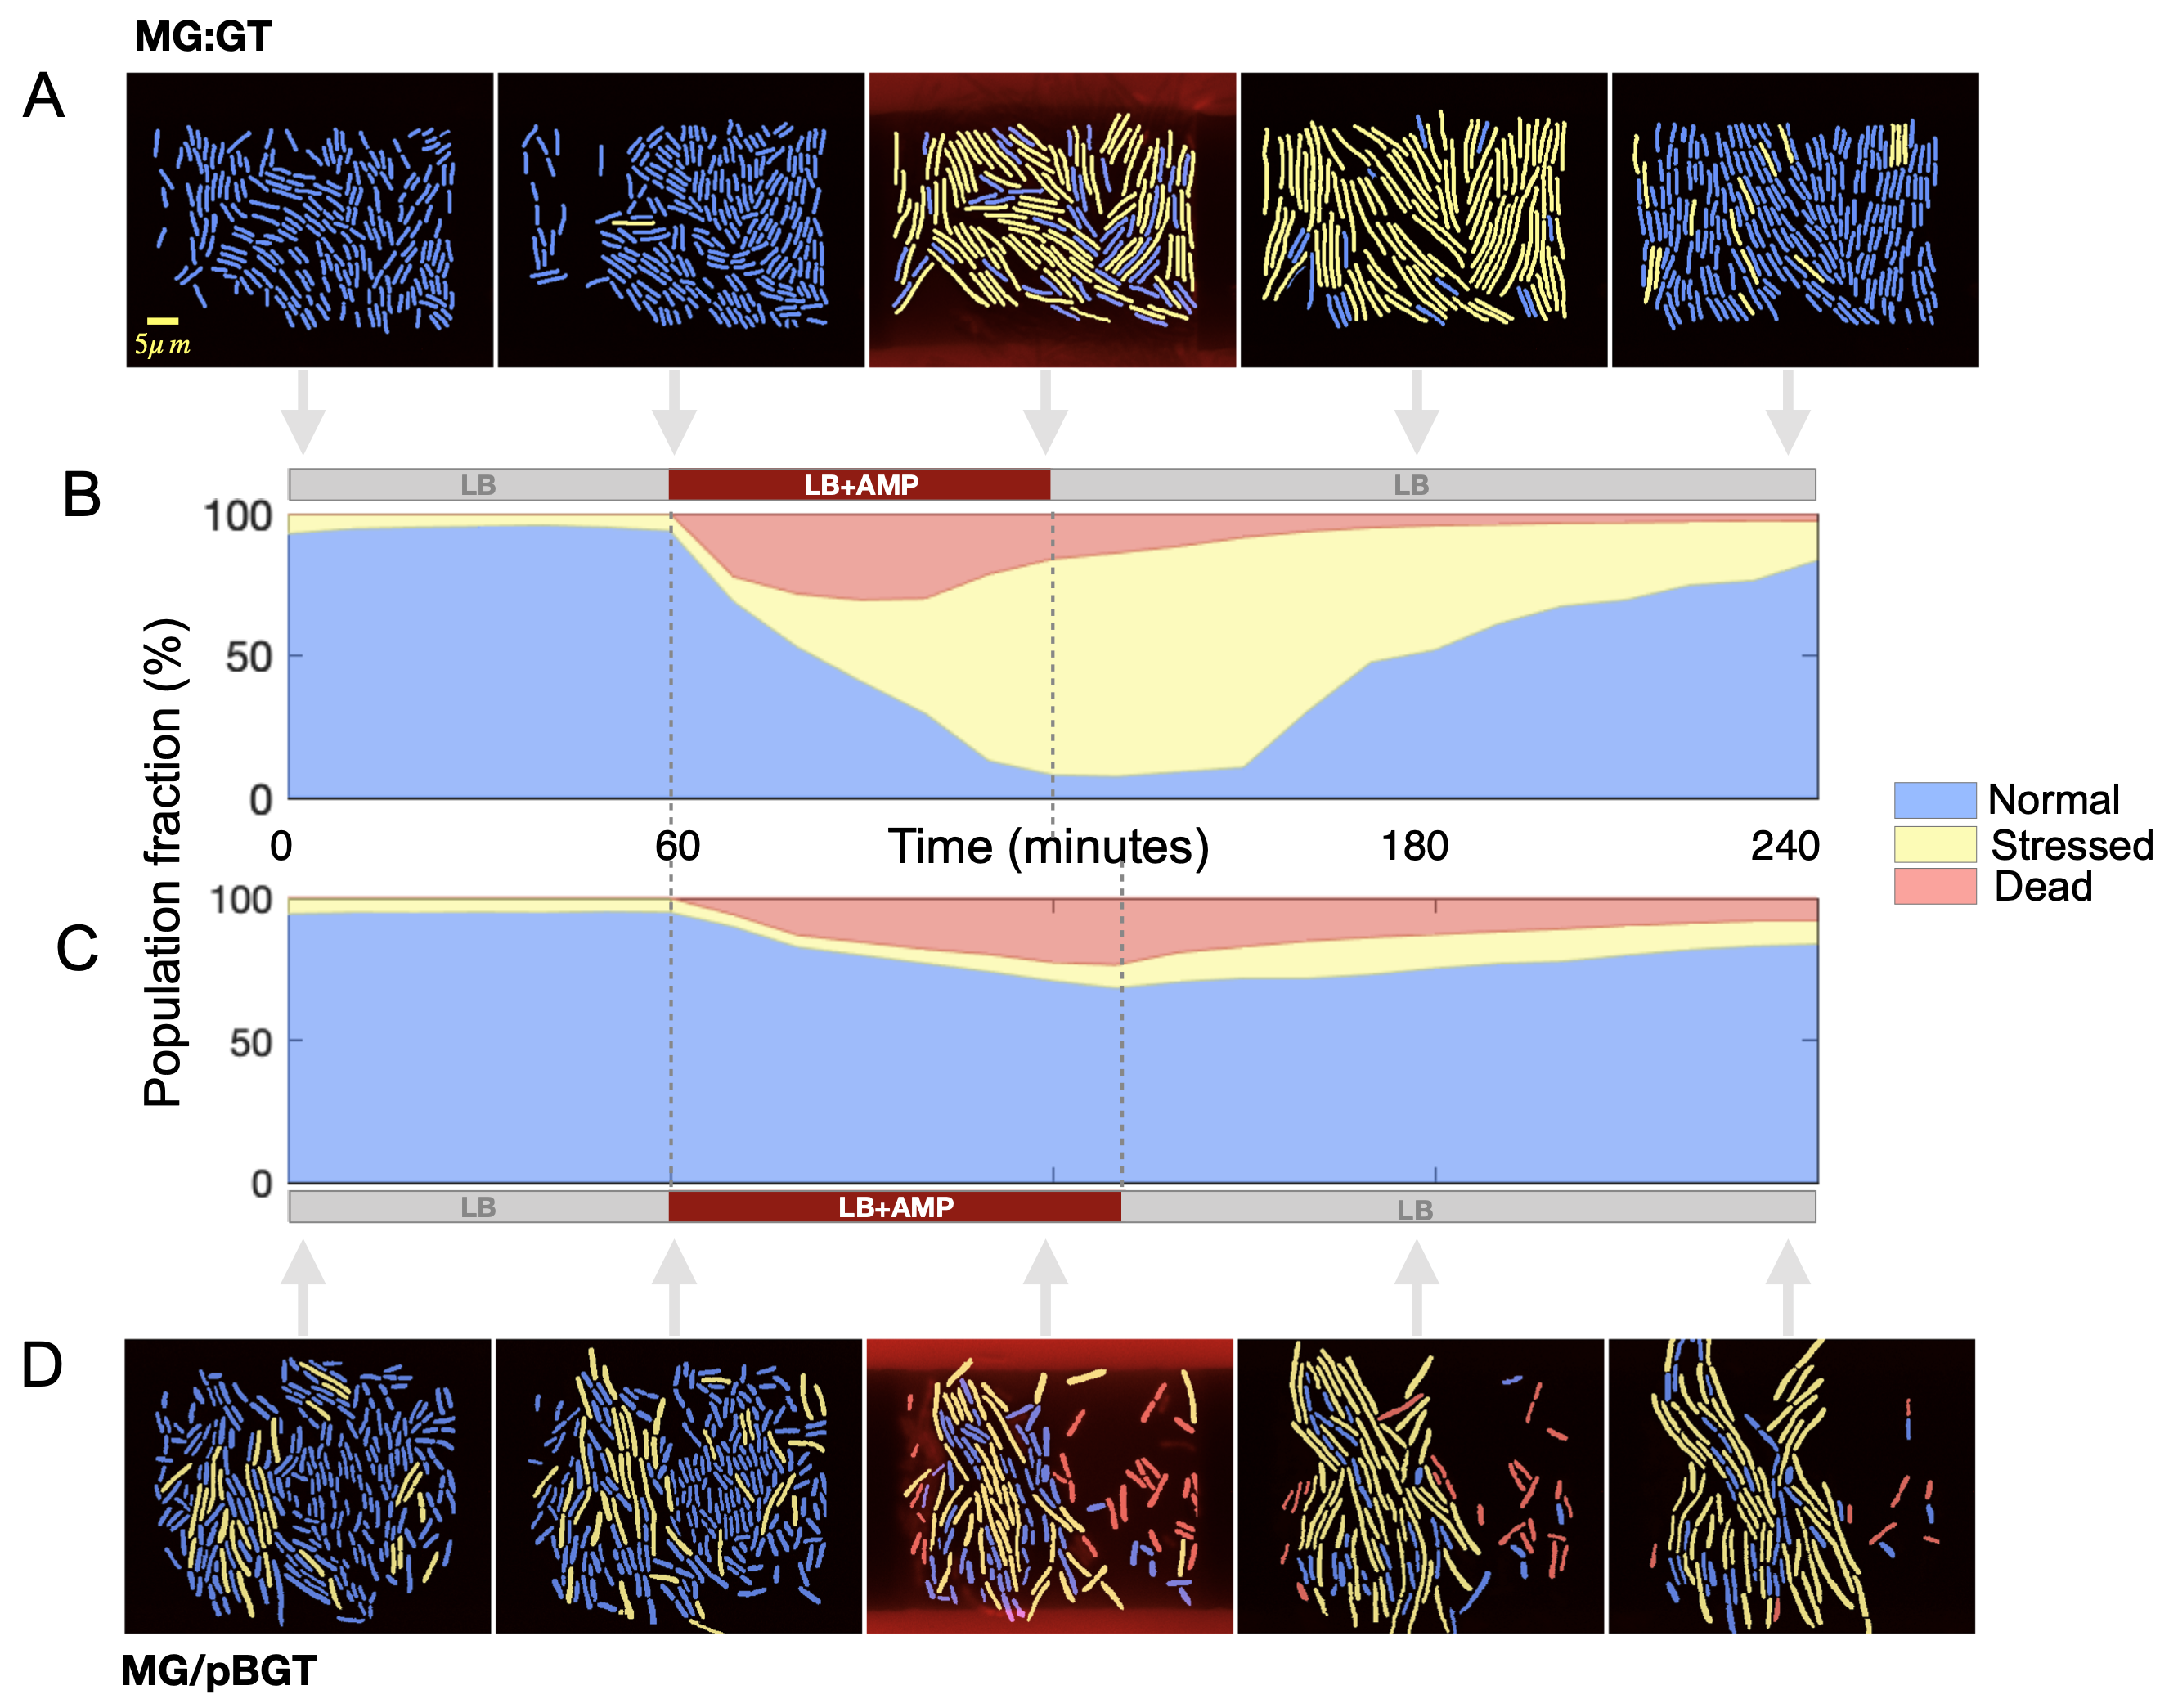 MG:GT
A
5μ m
B
LB LB+AMP LB
100
50
0
0 60 Time (minutes) 180 240
Population fraction (%)
Normal
Stressed
Dead
C
100
50
0
LB LB+AMP LB
D
MG/pBGT